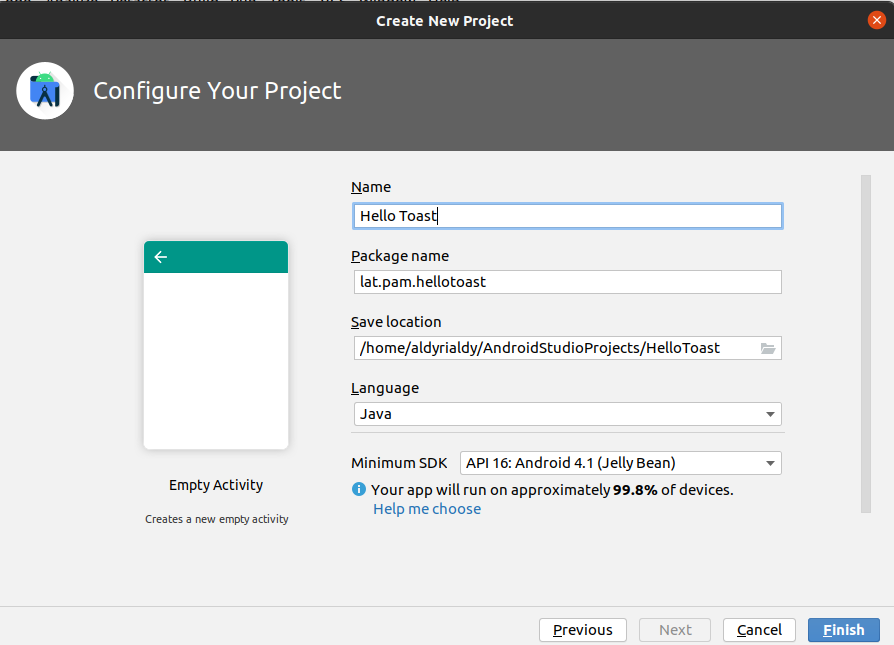 Create New Project
Configure Your Project
Name
Hello Toast
Package name
lat.pam.hellotoast
Save location
/home/aldyrialdy/AndroidStudioProjects/HelloToast
Language
Java
Minimum SDK API 16: Android 4.1 (Jelly Bean)
Your app will run on approximately 99.8% of devices.
Help me choose
Empty Activity
Creates a new empty activity
Previous Next Cancel Finish